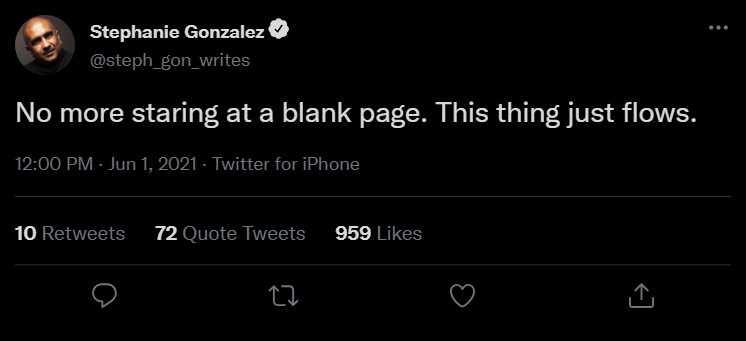 Stephanie Gonzalez
@steph_gon_writes
No more staring at a blank page. This thing just flows.
12:00 PM · Jun 1, 2021 · Twitter for iPhone
10 Retweets 72 Quote Tweets 959 Likes